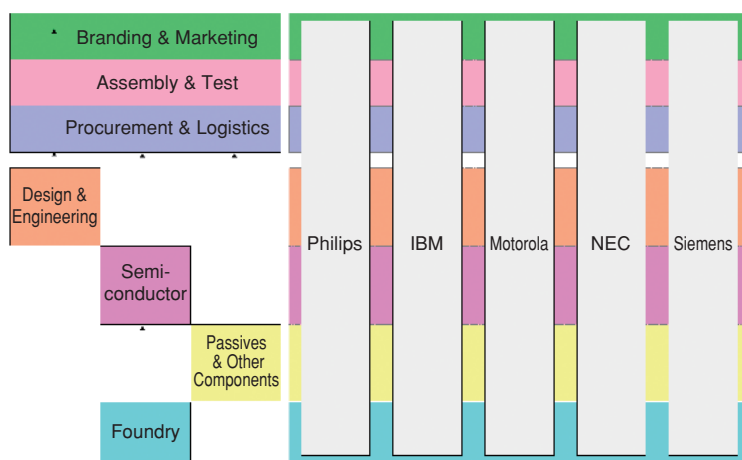 Branding & Marketing
Assembly & Test
Procurement & Logistics
Design &
Engineering
Semi-
conductor
Passives
& Other
Components
Foundry
Philips
IBM
Motorola
NEC
Siemens